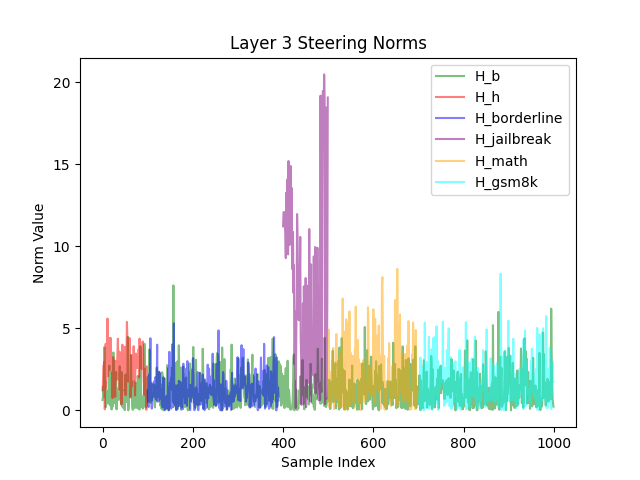 Layer 3 Steering Norms
H_b
H_h
H_borderline
H_jailbreak
H_math
H_gsm8k
Norm Value
20
15
10
5
0
0 200 400 600 800 1000
Sample Index